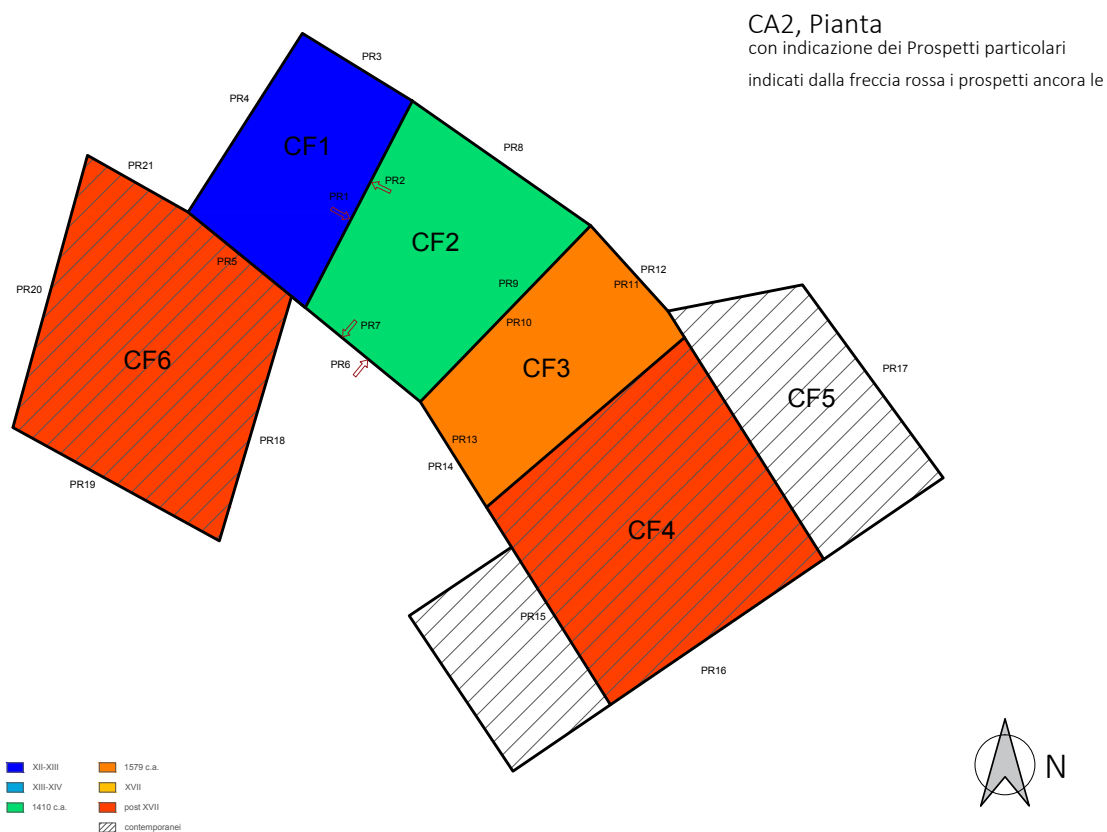 CA2, Pianta
con indicazione dei Prospetti particolari
indicati dalla freccia rossa i prospetti ancora le
PR3
PR4
CF1
PR8
PR21
PR2
PR1
CF2
PR5
PR12
PR9
PR11
PR20
PR10
PR7
CF6
PR6
CF3
PR17
CF5
PR18
PR13
PR14
PR19
CF4
PR15
PR16
N
XII-XIII
1579 c.a.
XIII-XIV
XVII
1410 c.a.
post XVII
contemporanei